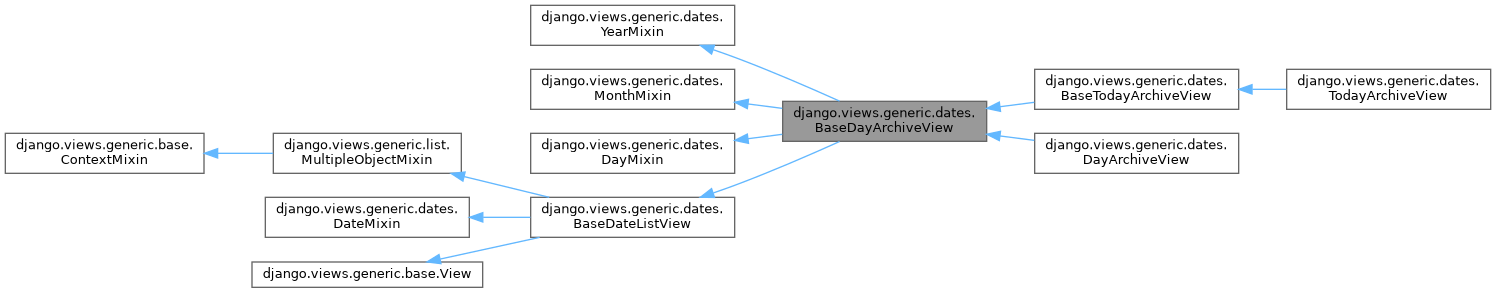 django.views.generic.dates.
YearMixin
django.views.generic.dates.
MonthMixin
django.views.generic.dates.
BaseTodayArchiveView
django.views.generic.dates.
TodayArchiveView
django.views.generic.dates.
BaseDayArchiveView
django.views.generic.base.
ContextMixin
django.views.generic.list.
MultipleObjectMixin
django.views.generic.dates.
DayMixin
django.views.generic.dates.
DayArchiveView
django.views.generic.dates.
DateMixin
django.views.generic.dates.
BaseDateListView
django.views.generic.base.View